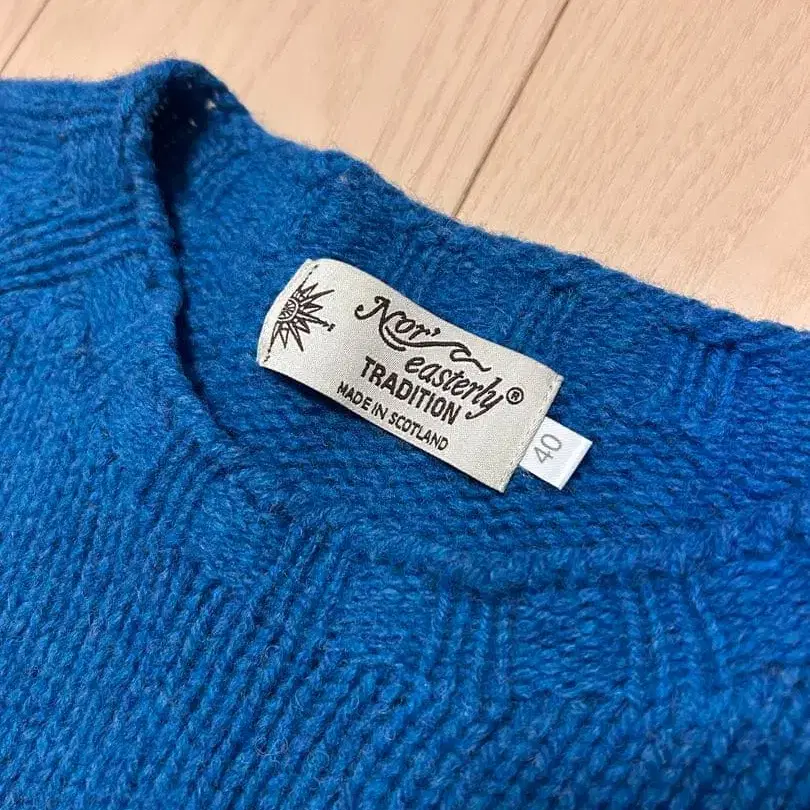 Nor'
easterly®
TRADITION
MADE IN SCOTLAND
40